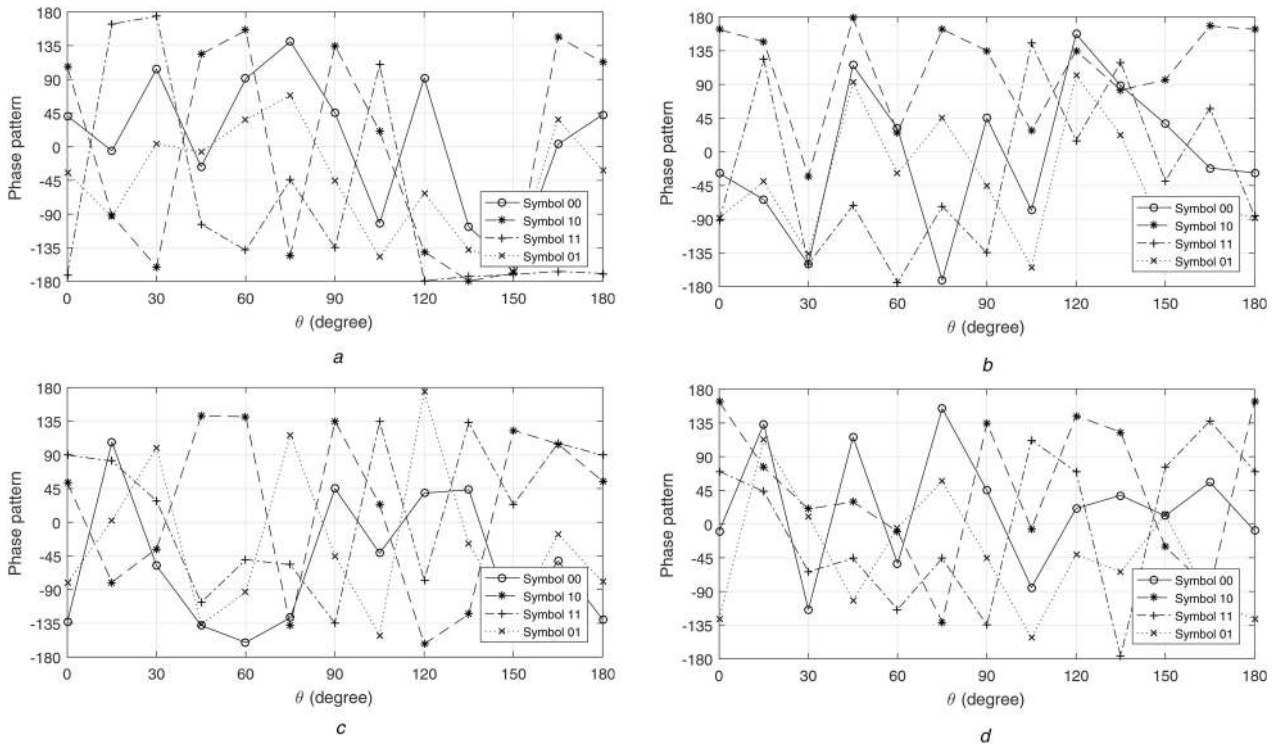 180
135
90
45
0
-45
-90
-135
-180
Phase pattern
0 30 60 90 120 150 180
θ (degree)
Symbol 00
Symbol 10
Symbol 11
Symbol 01
a
180
135
90
45
0
-45
-90
-135
-180
Phase pattern
0 30 60 90 120 150 180
θ (degree)
Symbol 00
Symbol 10
Symbol 11
Symbol 01
b
180
135
90
45
0
-45
-90
-135
-180
Phase pattern
0 30 60 90 120 150 180
θ (degree)
Symbol 00
Symbol 10
Symbol 11
Symbol 01
c
180
135
90
45
0
-45
-90
-135
-180
Phase pattern
0 30 60 90 120 150 180
θ (degree)
Symbol 00
Symbol 10
Symbol 11
Symbol 01
d